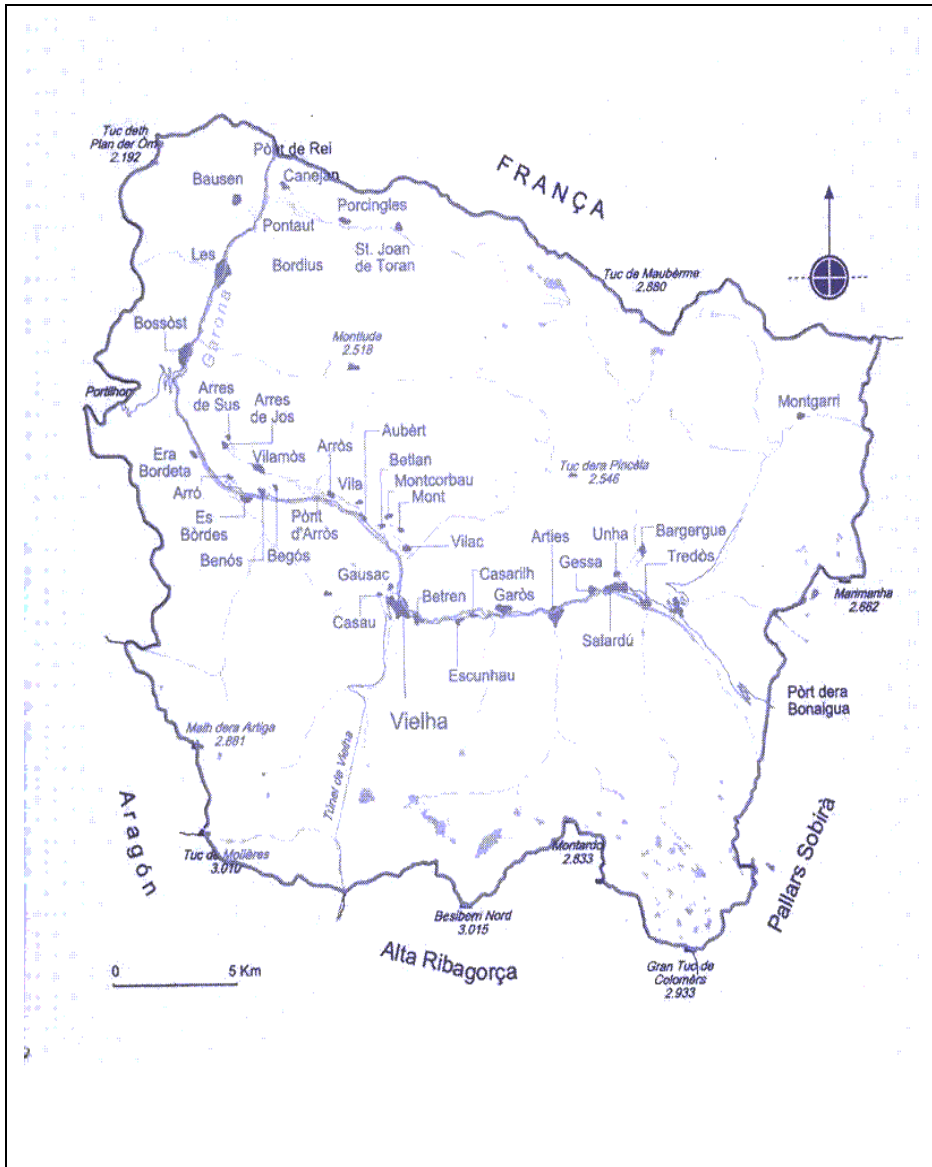 Tuc deth
Plan der Òme
2.192
Pònt de Rei
FRANÇA
Bausen
Canejan
Porcingles
Pontaut
St. Joan
de Toran
Les
Bordius
Tuc de Maubèrme
2.880
Garona
Bossòst
Montluda
2.518
Portilhon
Arres
de Sus
Arres
de Jos
Montgarri
Era
Bordeta
Vilamòs
Arròs
Aubèrt
Vila
Betlan
Montcorbau
Mont
Tuc dera Pincèla
2.546
Arró
Es
Bòrdes
Pònt
d'Arròs
Benós
Begós
Vilac
Arties
Unha
Bargergue
Gessa
Tredòs
Gausac
Casarilh
Garòs
Betren
Casau
Marimanha
2.662
Salardú
Escunhau
Vielha
Pòrt dera
Bonaigua
Malh dera Artiga
2.681
Túnel de Vielha
Aragón
Tuc de Molières
3.010
Montardo
2.833
Pallars Sobirà
Besiberri Nord
3.015
Alta Ribagorça
0 5 Km
Gran Tuc de
Colomèrs
2.933